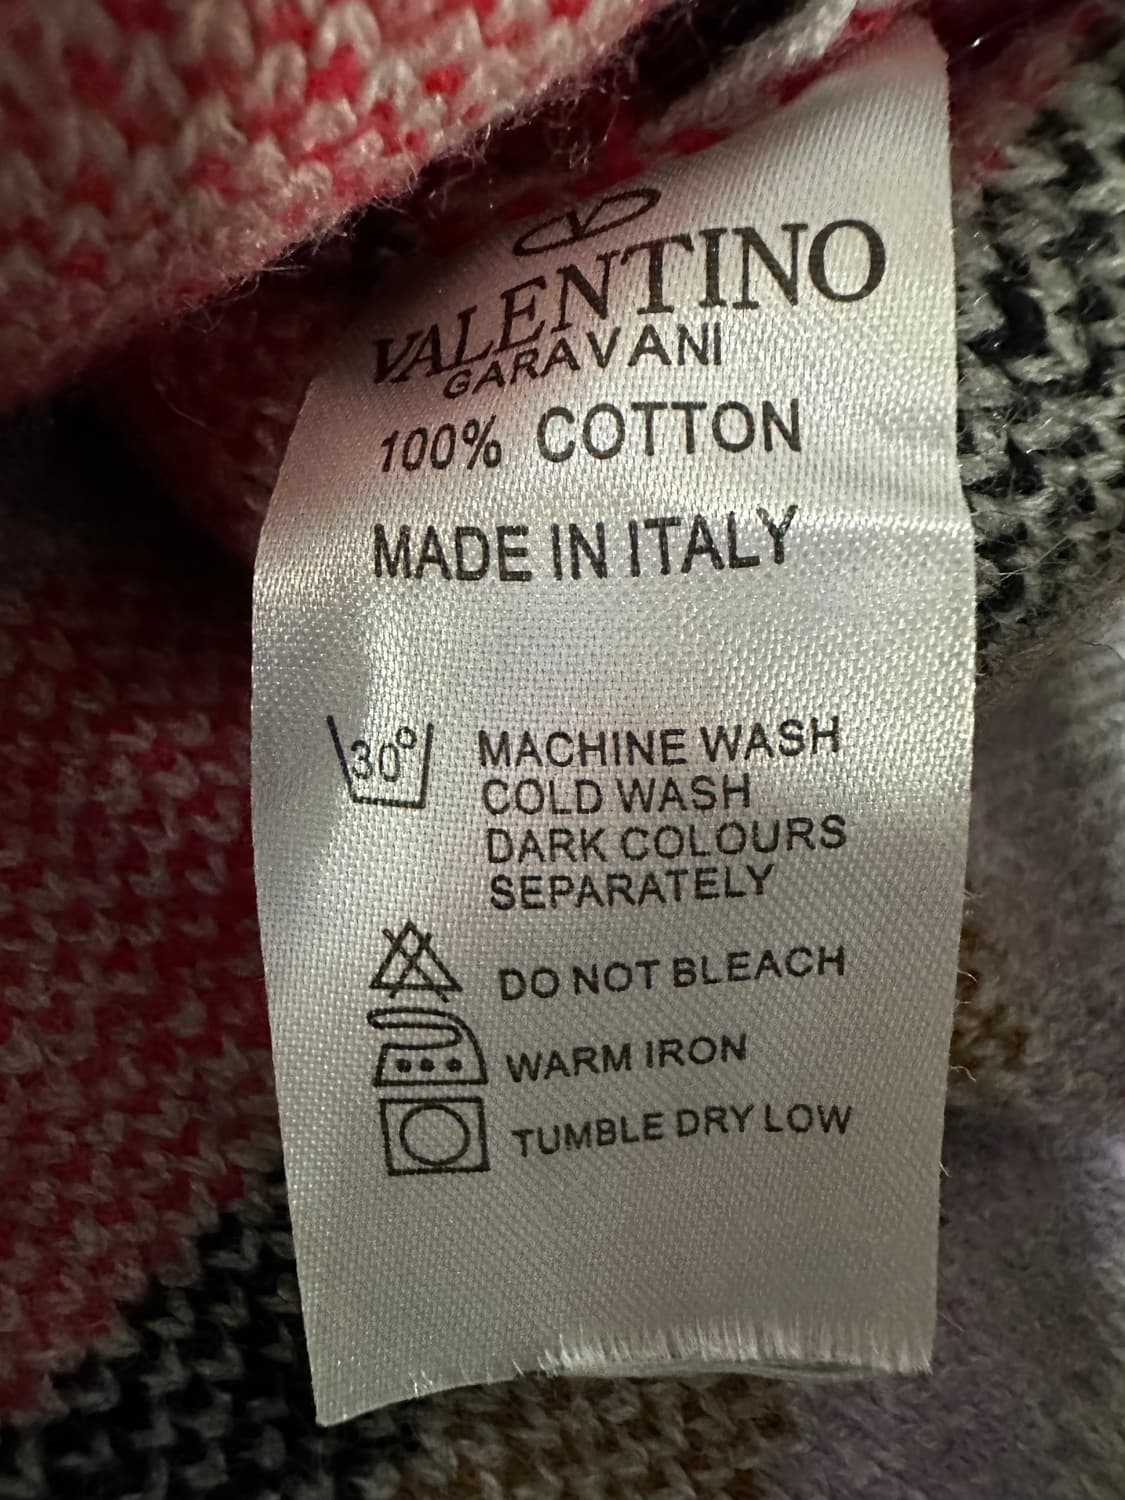 VALENTINO
GARAVANI
100% COTTON
MADE IN ITALY
30° MACHINE WASH
COLD WASH
DARK COLOURS
SEPARATELY
DO NOT BLEACH
WARM IRON
TUMBLE DRY LOW